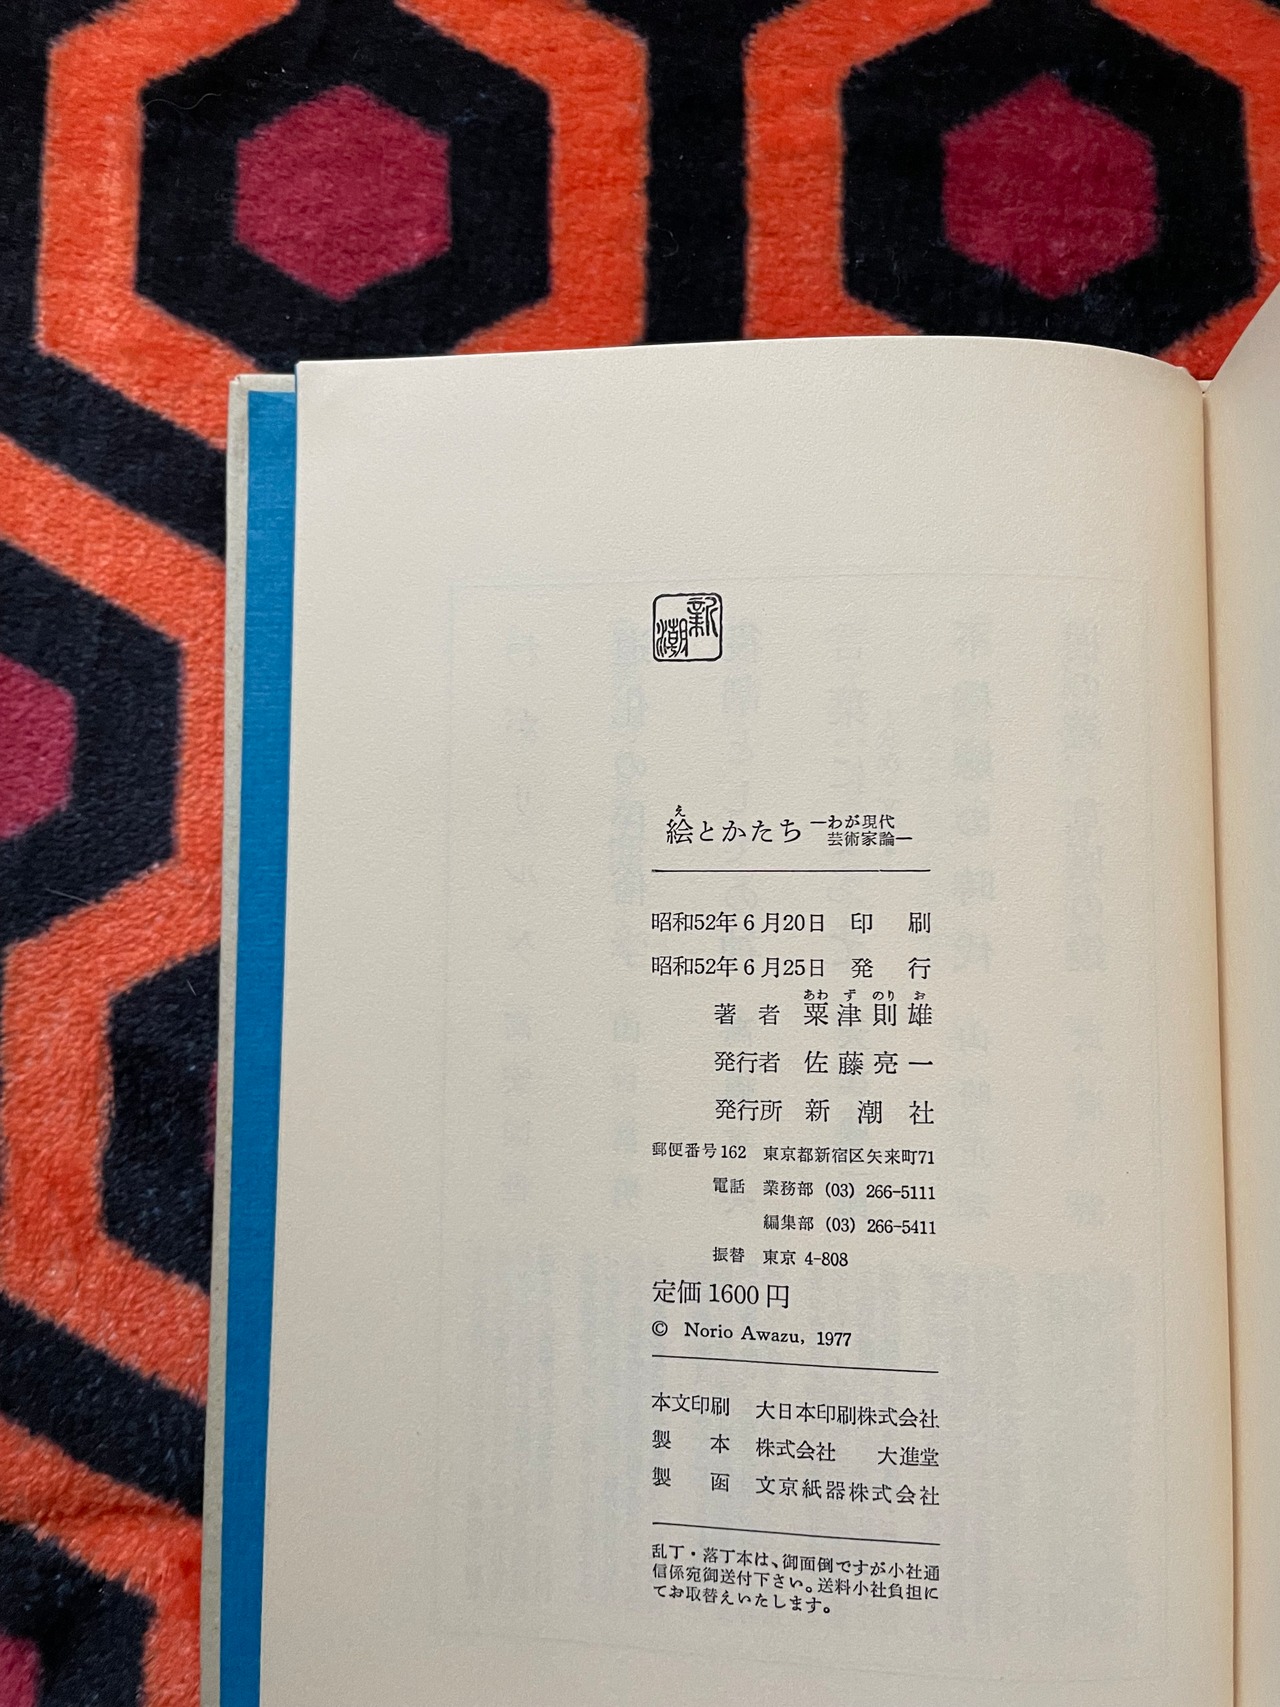 新潮
絵とかたち ―わが現代
芸術家論―
昭和52年6月20日 印刷
昭和52年6月25日 発行
著者 粟津則雄
発行者 佐藤亮一
発行所 新潮社
郵便番号162 東京都新宿区矢来町71
電話 業務部 (03) 266-5111
編集部 (03) 266-5411
振替 東京 4-808
定価1600円
© Norio Awazu, 1977
本文印刷 大日本印刷株式会社
製本 株式会社 大進堂
製函 文京紙器株式会社
乱丁・落丁本は、御面倒ですが小社通
信係宛御送付下さい。送料小社負担に
てお取替えいたします。